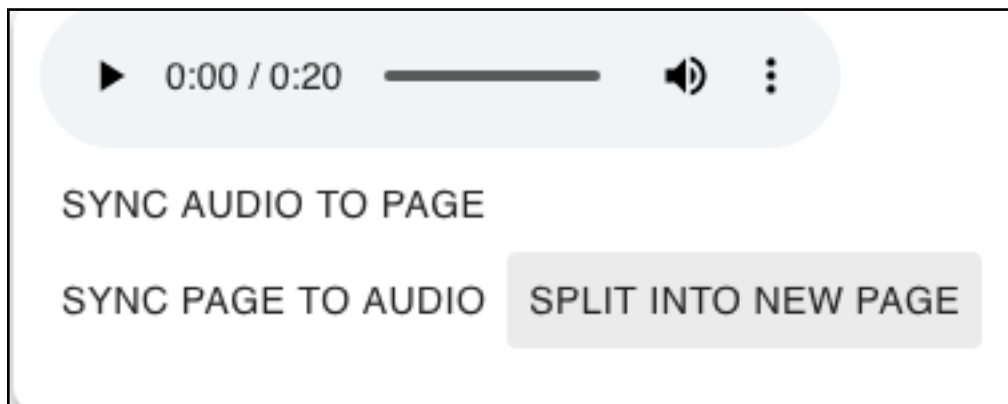 0:00 / 0:20
SYNC AUDIO TO PAGE
SYNC PAGE TO AUDIO SPLIT INTO NEW PAGE